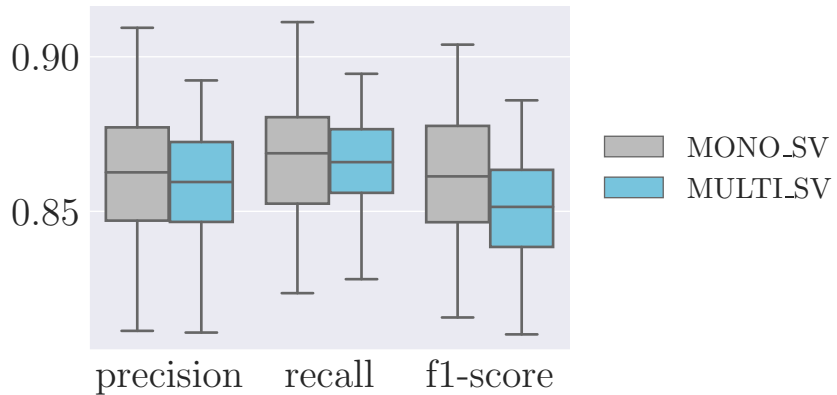 0.90
0.85
precision recall f1-score
MONO_SV
MULTI_SV